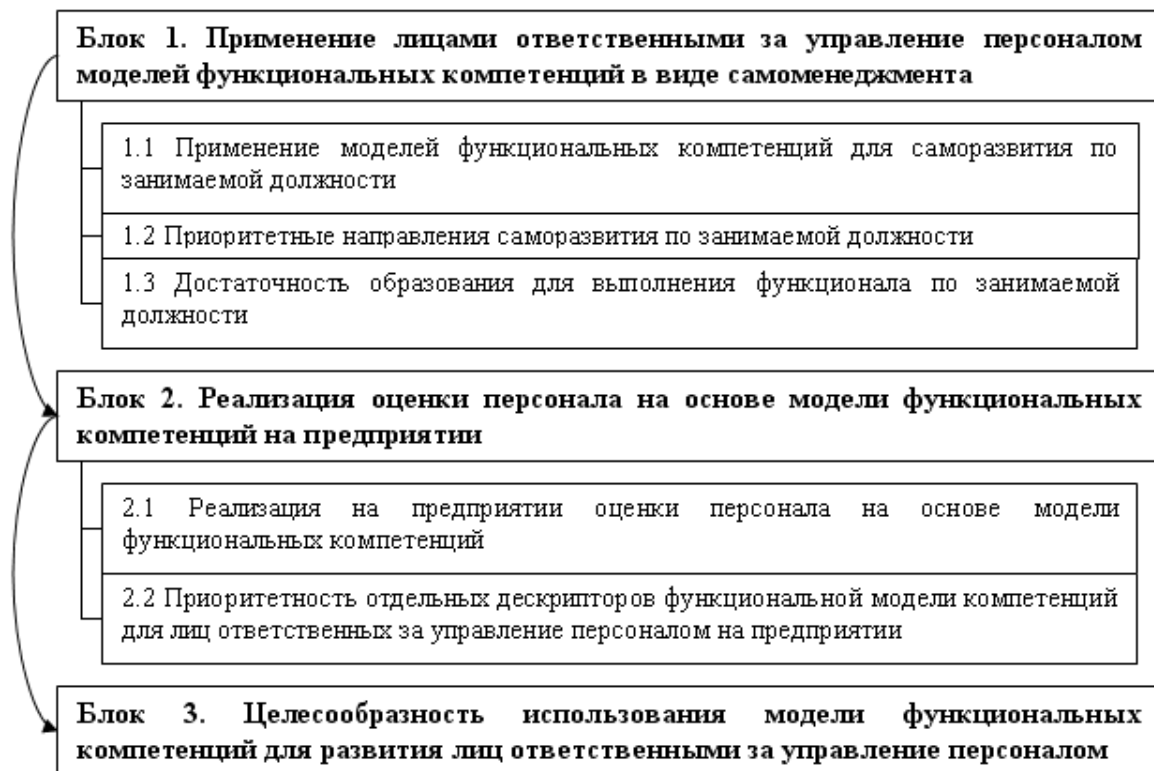 Блок 1. Применение лицами ответственными за управление персоналом
моделей функциональных компетенций в виде самоменеджмента
1.1 Применение моделей функциональных компетенций для саморазвития по
занимаемой должности
1.2 Приоритетные направления саморазвития по занимаемой должности
1.3 Достаточность образования для выполнения функционала по занимаемой
должности
Блок 2. Реализация оценки персонала на основе модели функциональных
компетенций на предприятии
2.1 Реализация на предприятии оценки персонала на основе модели
функциональных компетенций
2.2 Приоритетность отдельных дескрипторов функциональной модели компетенций
для лиц ответственных за управление персоналом на предприятии
Блок 3. Целесообразность использования модели функциональных
компетенций для развития лиц ответственными за управление персоналом